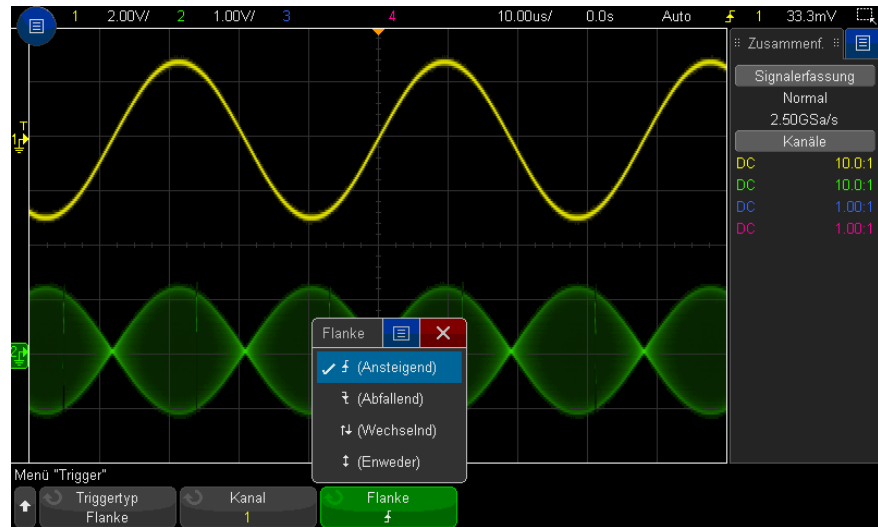 1 2.00V/ 2 1.00V/ 3 4 10.00us/ 0.0s Auto 1 33.3mV
Zusammenf.
Signalerfassung
Normal
2.50GSa/s
Kanäle
DC 10.0:1
DC 10.0:1
DC 1.00:1
DC 1.00:1
T
1
2
Flanke
(Ansteigend)
(Abfallend)
(Wechselnd)
(Enweder)
Menü "Trigger"
Triggertyp
Flanke
Kanal
1
Flanke